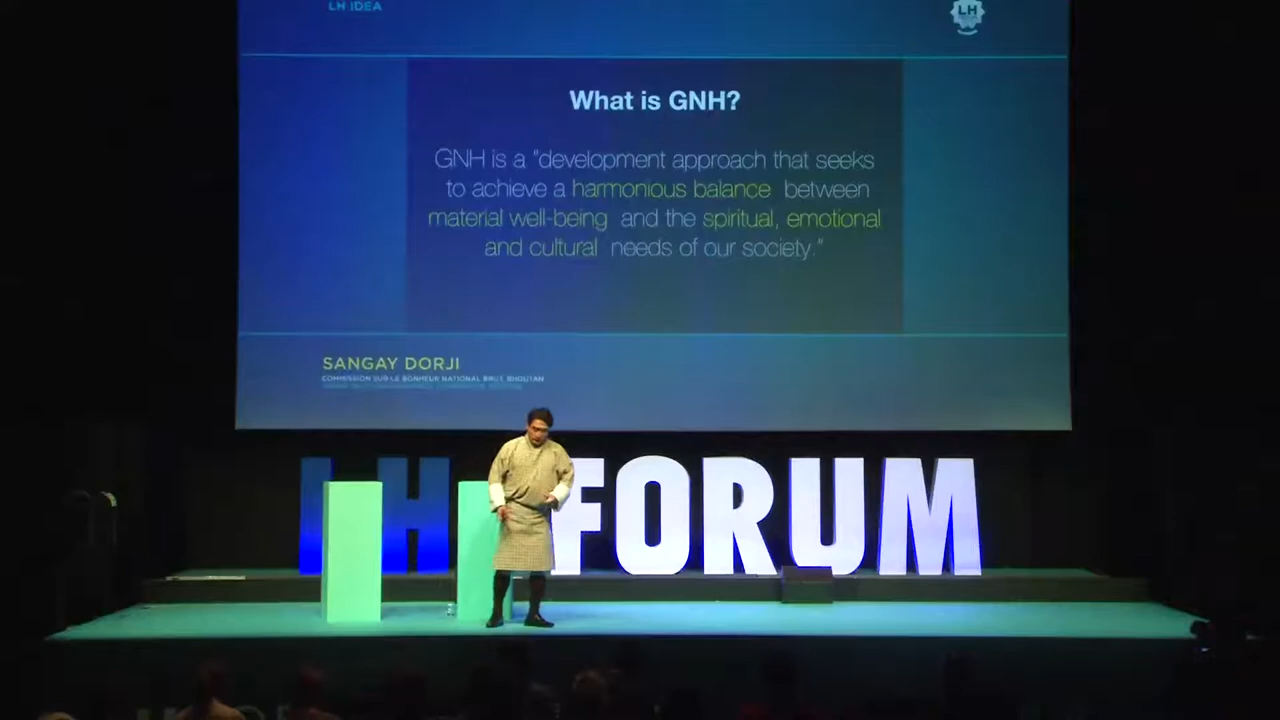 LH IDEA
LH
What is GNH?
GNH is a "development approach that seeks
to achieve a harmonious balance between
material well-being and the spiritual, emotional
and cultural needs of our society."
SANGAY DORJI
COMMISSION SUR LE BONHEUR NATIONAL BRUT, BHOUTAN
LH FORUM